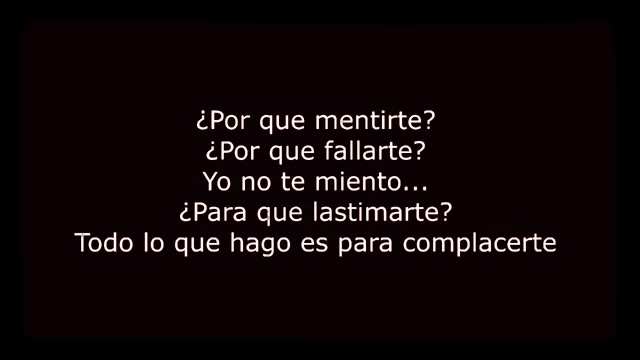 ¿Por que mentirte?
¿Por que fallarte?
Yo no te miento...
¿Para que lastimarte?
Todo lo que hago es para complacerte